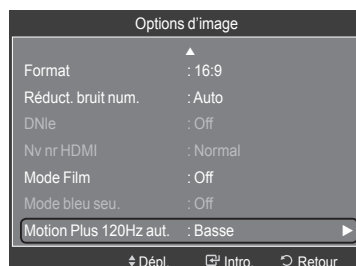 Options d’image
▲
Format : 16:9
Réduct. bruit num. : Auto
DNIe : Off
Nv nr HDMI : Normal
Mode Film : Off
Mode bleu seu. : Off
Motion Plus 120Hz aut. : Basse ►
Dépl. Intro. Retour